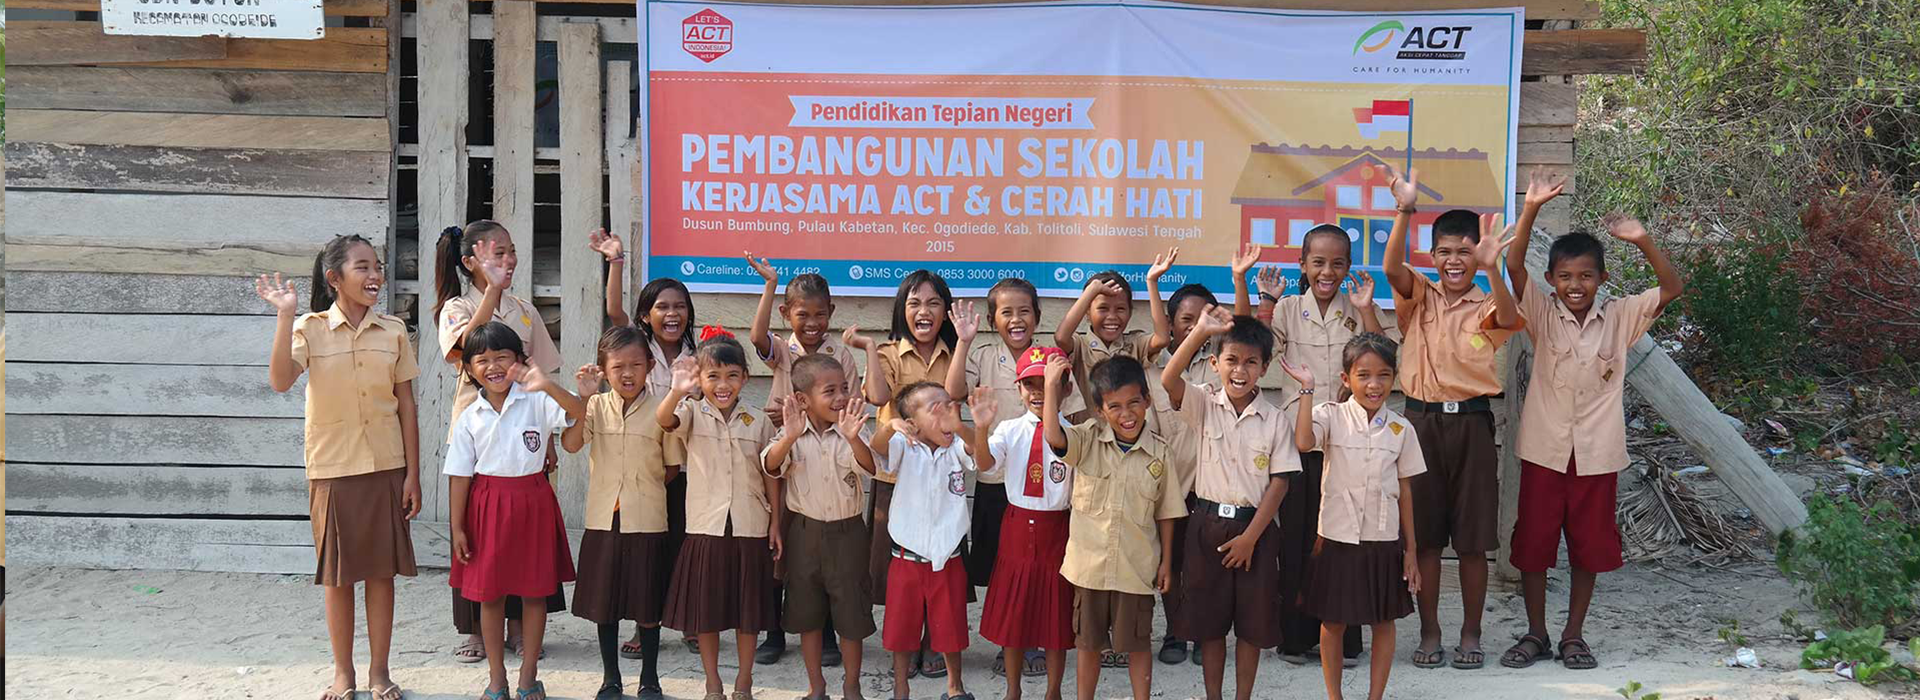 KECAMATAN OGODEIDE
LET'S
ACT
INDONESIA!
ACT
AKSI CEPAT TANGGAP
CARE FOR HUMANITY
Pendidikan Tepian Negeri
PEMBANGUNAN SEKOLAH
KERJASAMA ACT & CERAH HATI
Dusun Bumbung, Pulau Kabetan, Kec. Ogodiede, Kab. Tolitoli, Sulawesi Tengah
2015
Careline: 4482
SMS 0853 3000 6000